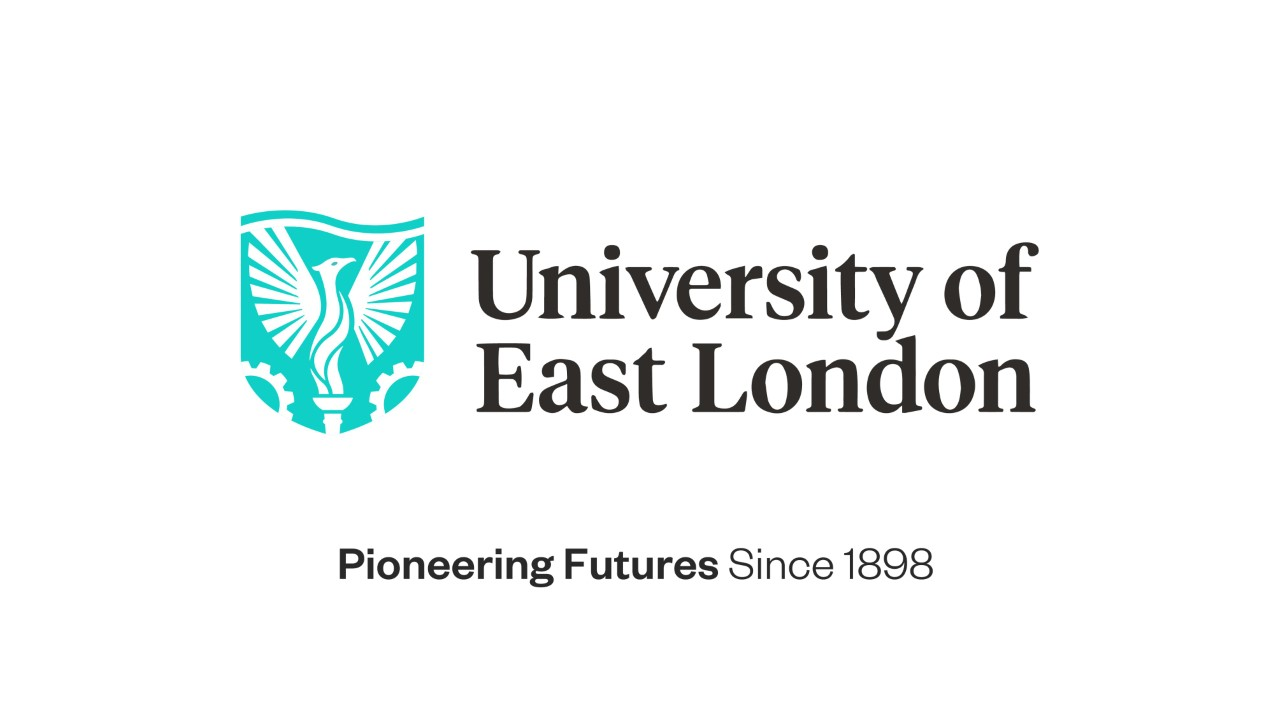 University of
East London
Pioneering Futures Since 1898